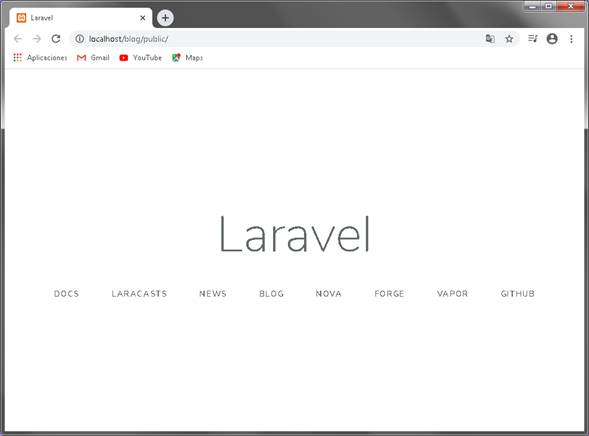 Laravel
localhost/blog/public/
Aplicaciones Gmail YouTube Maps
Laravel
DOCS LARACASTS NEWS BLOG NOVA FORGE VAPOR GITHUB